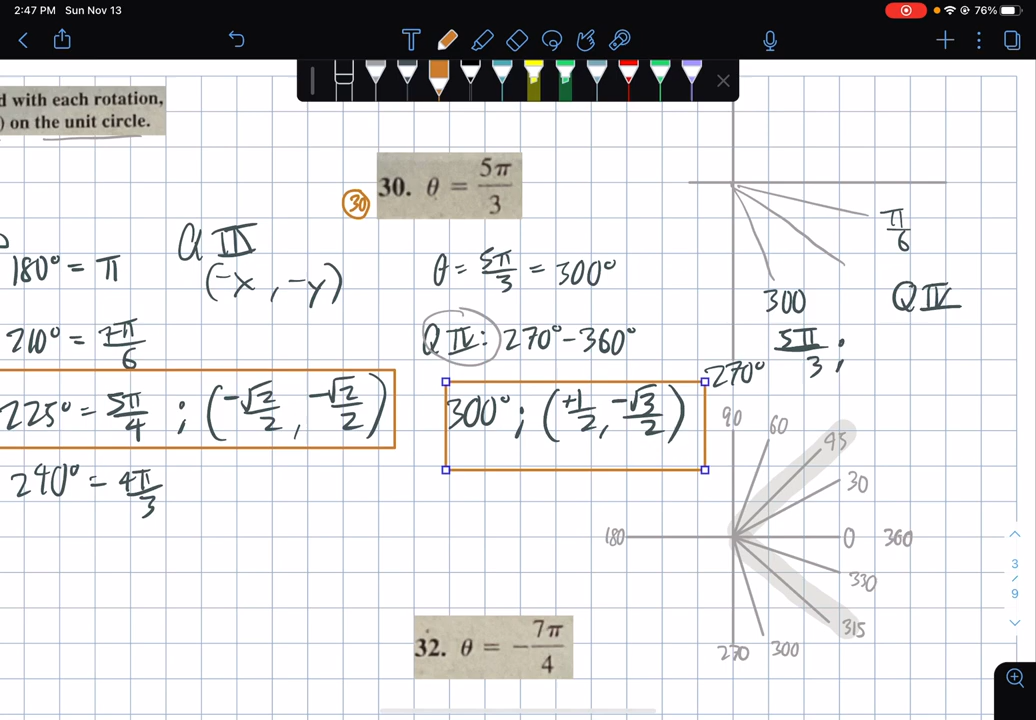 2:47 PM Sun Nov 13
76%
d with each rotation,
) on the unit circle.
30
30. θ = 5π/3
180° = π
Q III
(-x, -y)
210° = 7π/6
225° = 5π/4 ; (-√2/2, -√2/2)
240° = 4π/3
θ = 5π/3 = 300°
Q IV: 270° - 360°
300° ; (+1/2, -√3/2)
π/6
Q IV
300
5π/3 ;
270°
90
60
45
30
180
0 360
330
315
270 300
32. θ = -7π/4
3
9